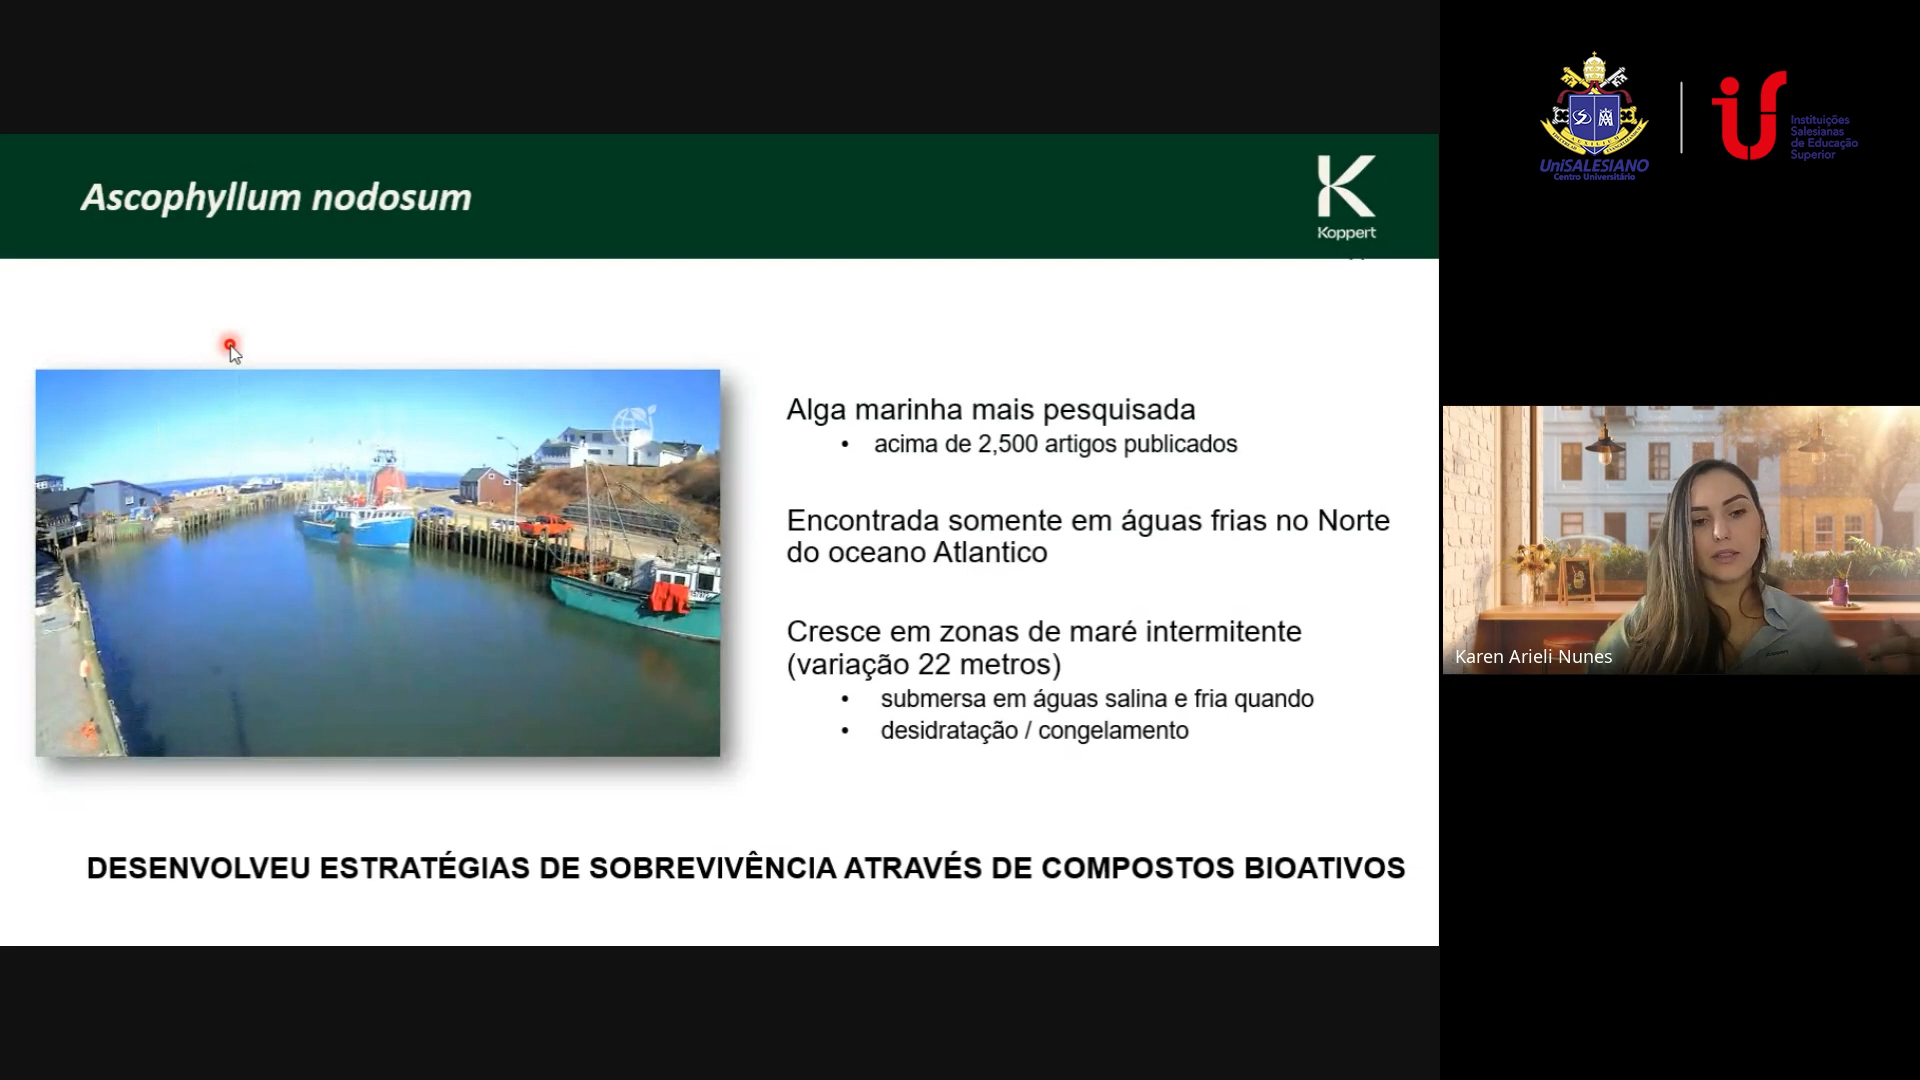 Ascophyllum nodosum
Koppert
Alga marinha mais pesquisada
• acima de 2,500 artigos publicados
Encontrada somente em águas frias no Norte
do oceano Atlantico
Cresce em zonas de maré intermitente
(variação 22 metros)
• submersa em águas salina e fria quando
• desidratação / congelamento
DESENVOLVEU ESTRATÉGIAS DE SOBREVIVÊNCIA ATRAVÉS DE COMPOSTOS BIOATIVOS
UniSALESIANO
Centro Universitário
Instituições
Salesianas
de Educação
Superior
Karen Arieli Nunes